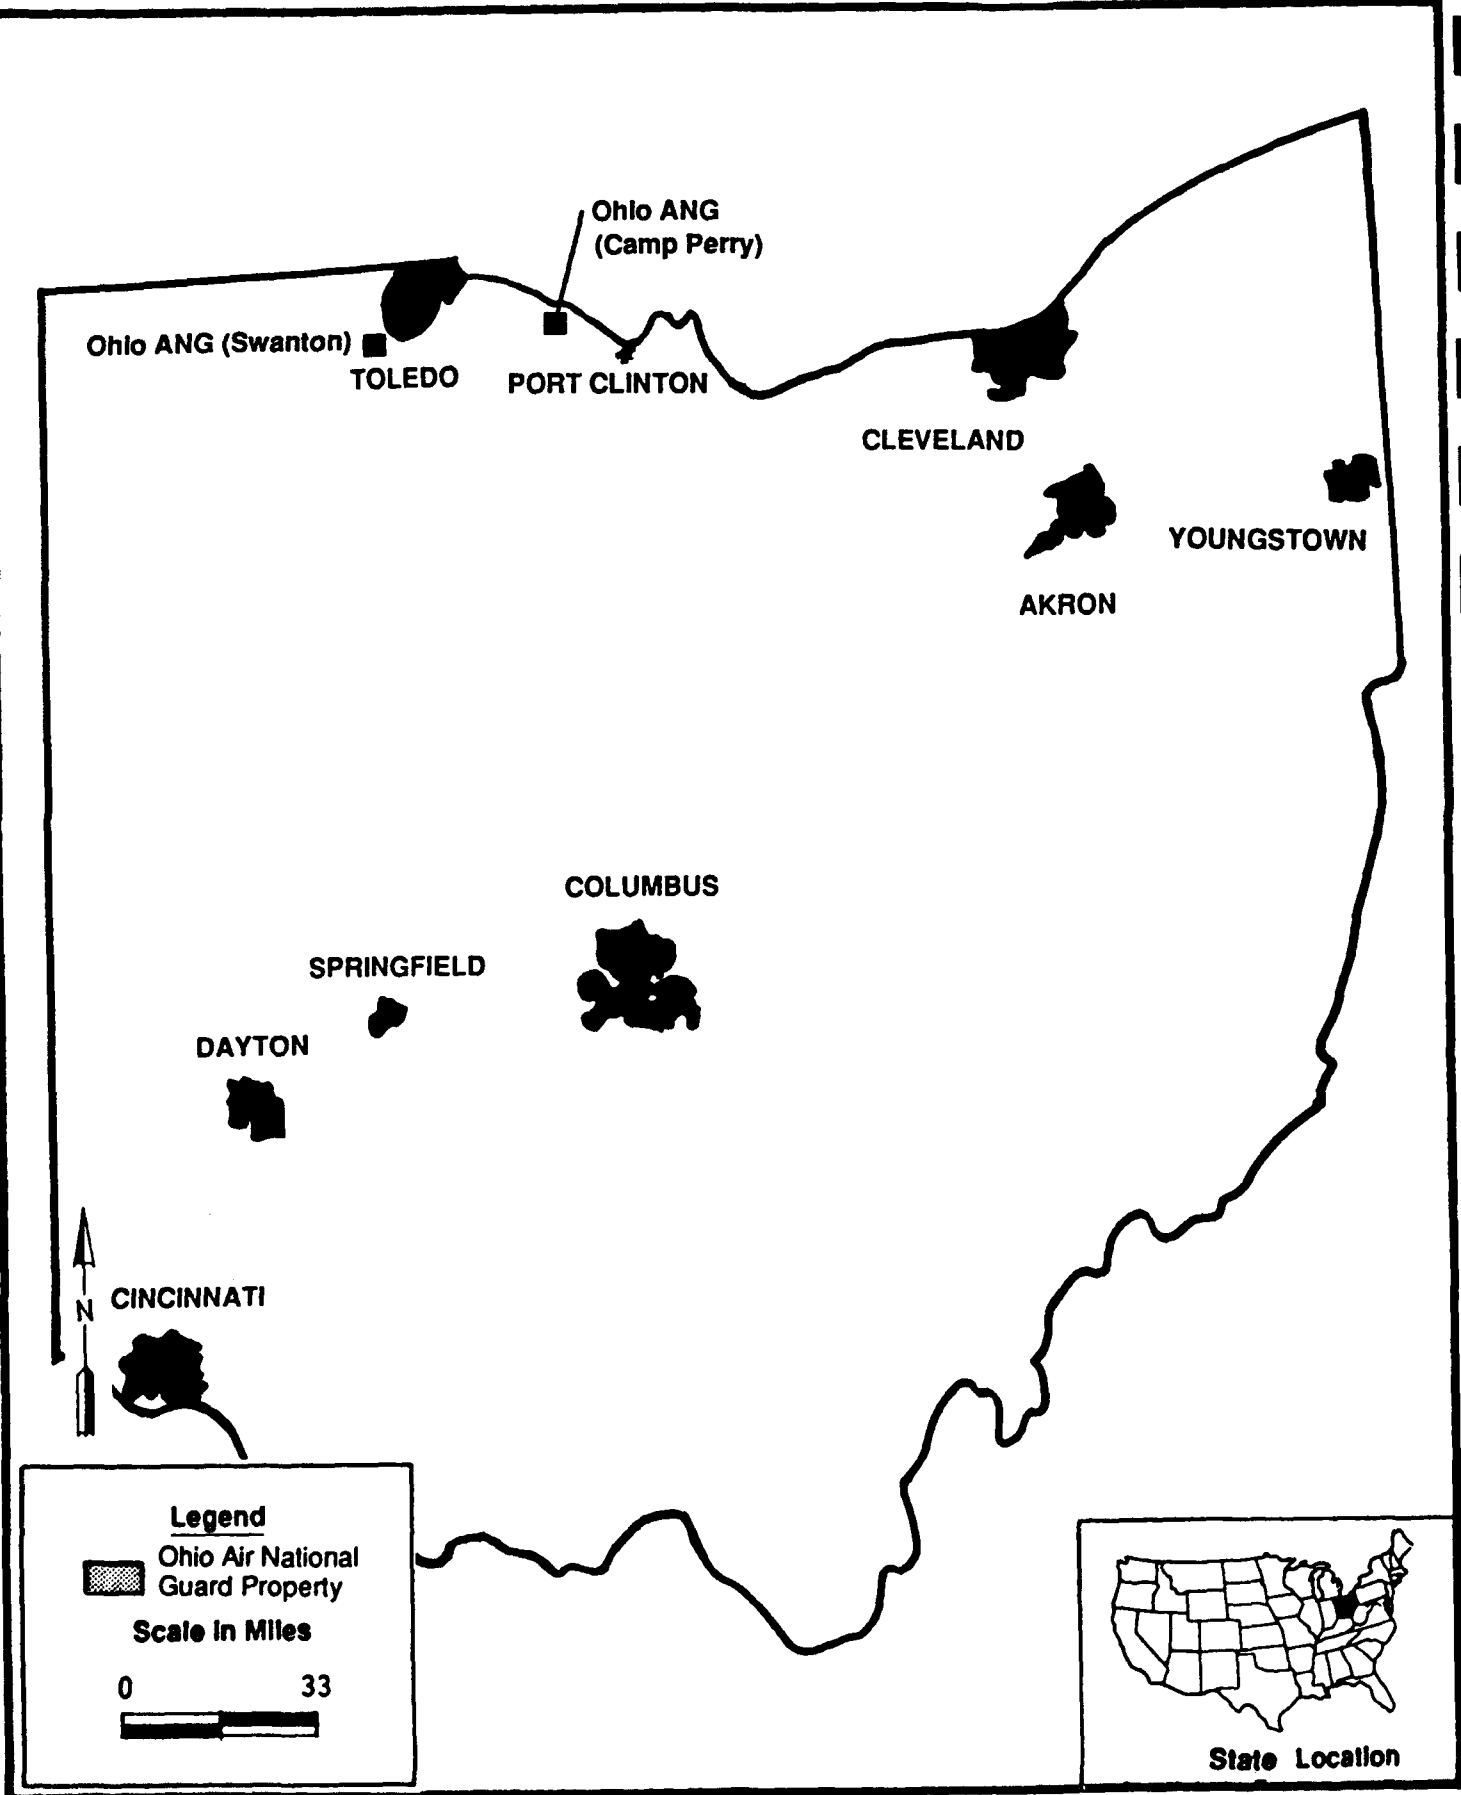 Ohio ANG
(Camp Perry)
Ohio ANG (Swanton)
TOLEDO
PORT CLINTON
CLEVELAND
YOUNGSTOWN
AKRON
COLUMBUS
SPRINGFIELD
DAYTON
N
CINCINNATI
Legend
Ohio Air National
Guard Property
Scale in Miles
0 33
State Location